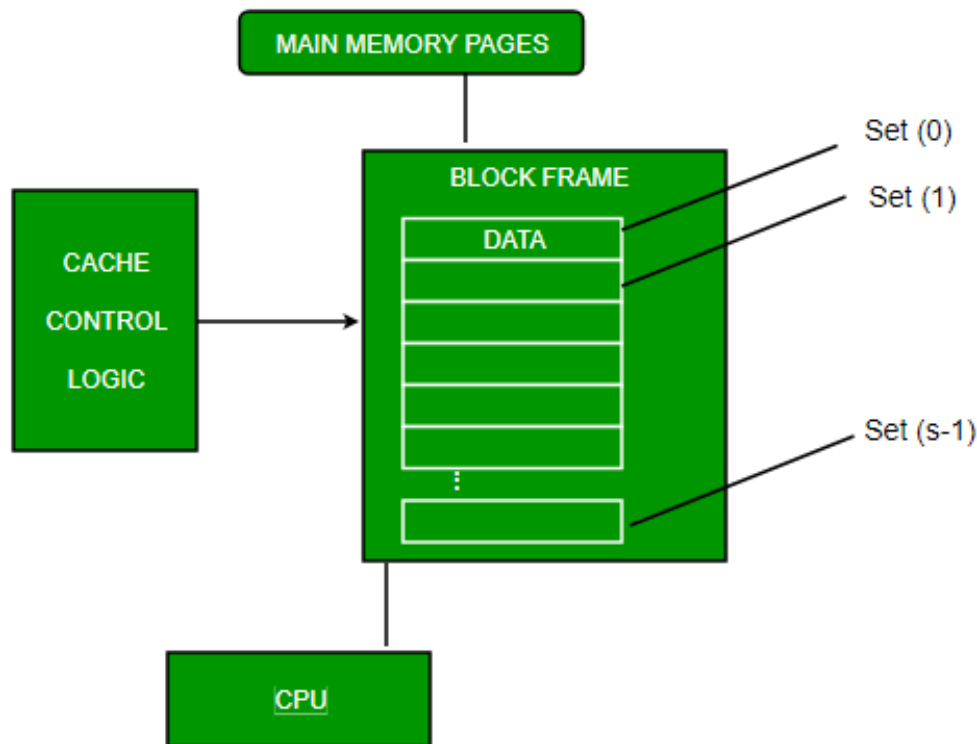 MAIN MEMORY PAGES
Set (0)
BLOCK FRAME
Set (1)
DATA
CACHE
CONTROL
LOGIC
Set (s-1)
CPU